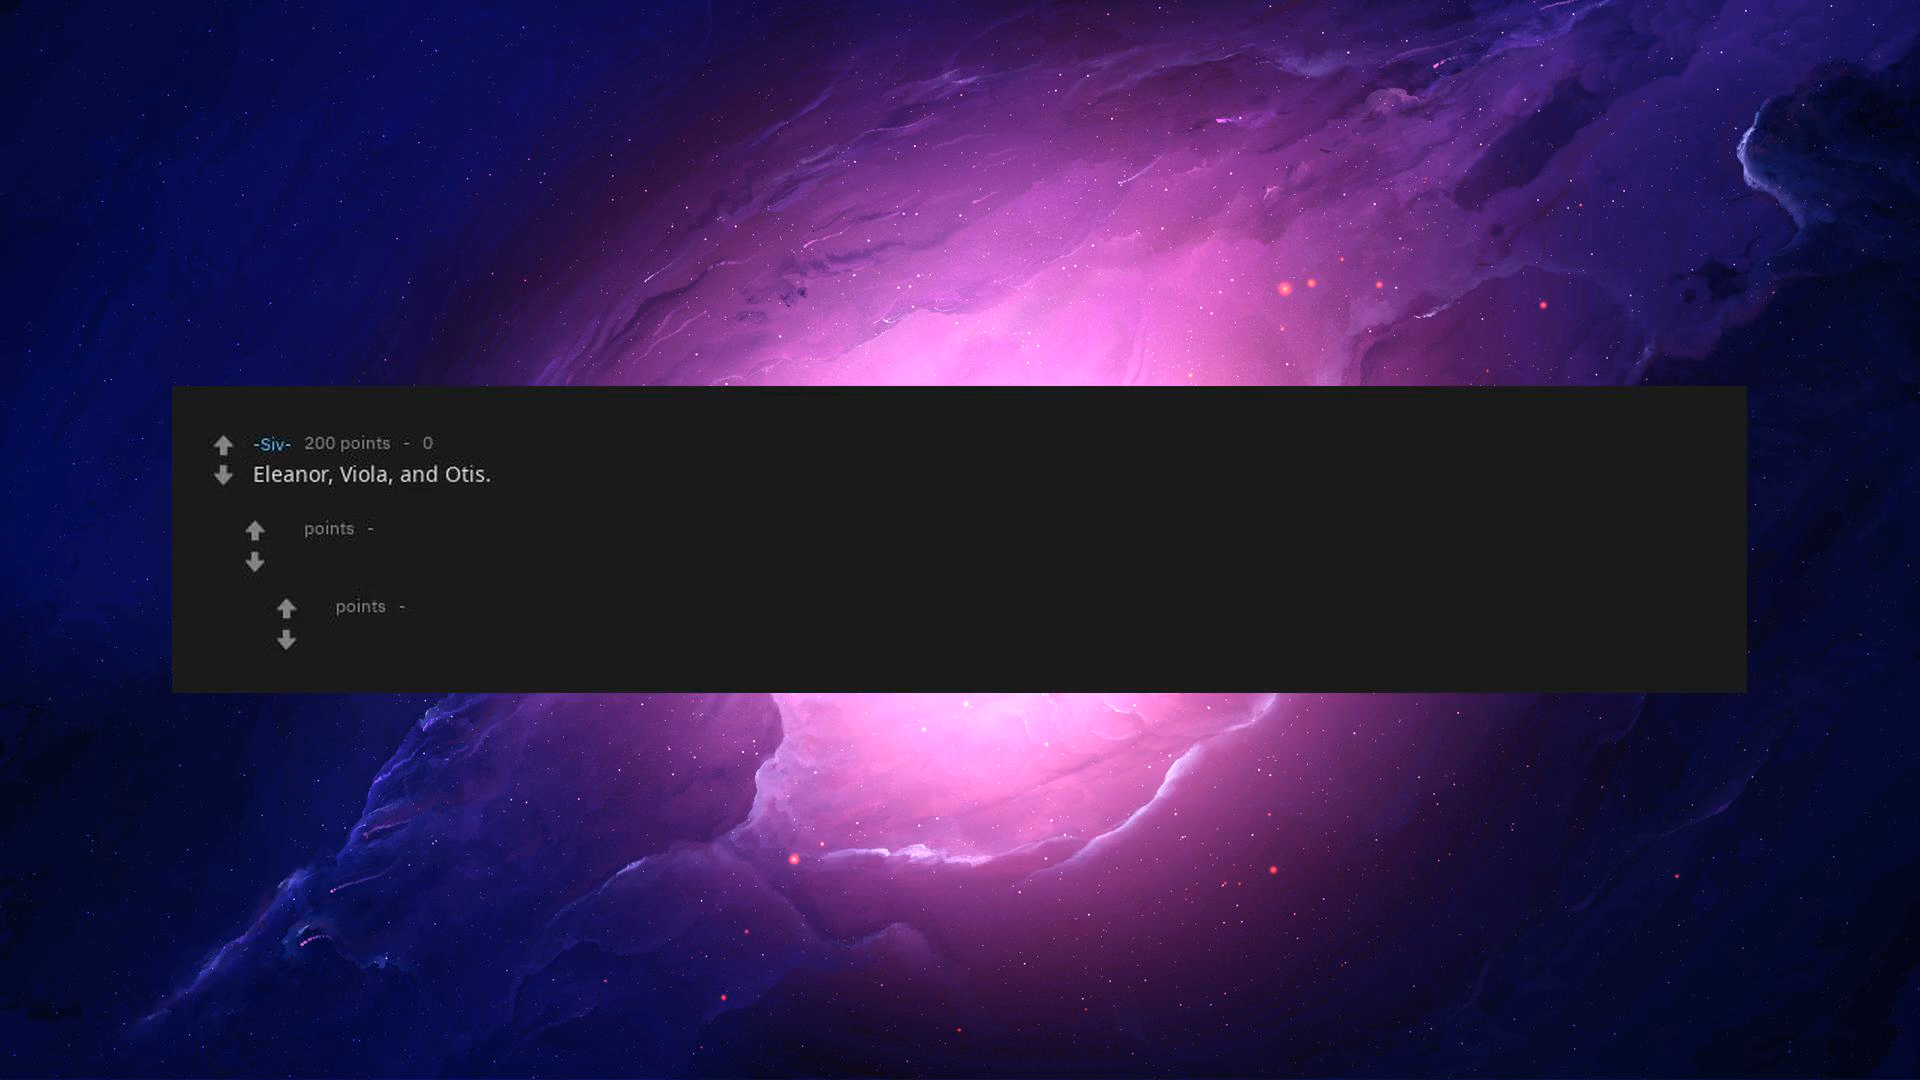 -Siv- 200 points - 0
Eleanor, Viola, and Otis.
points -
points -